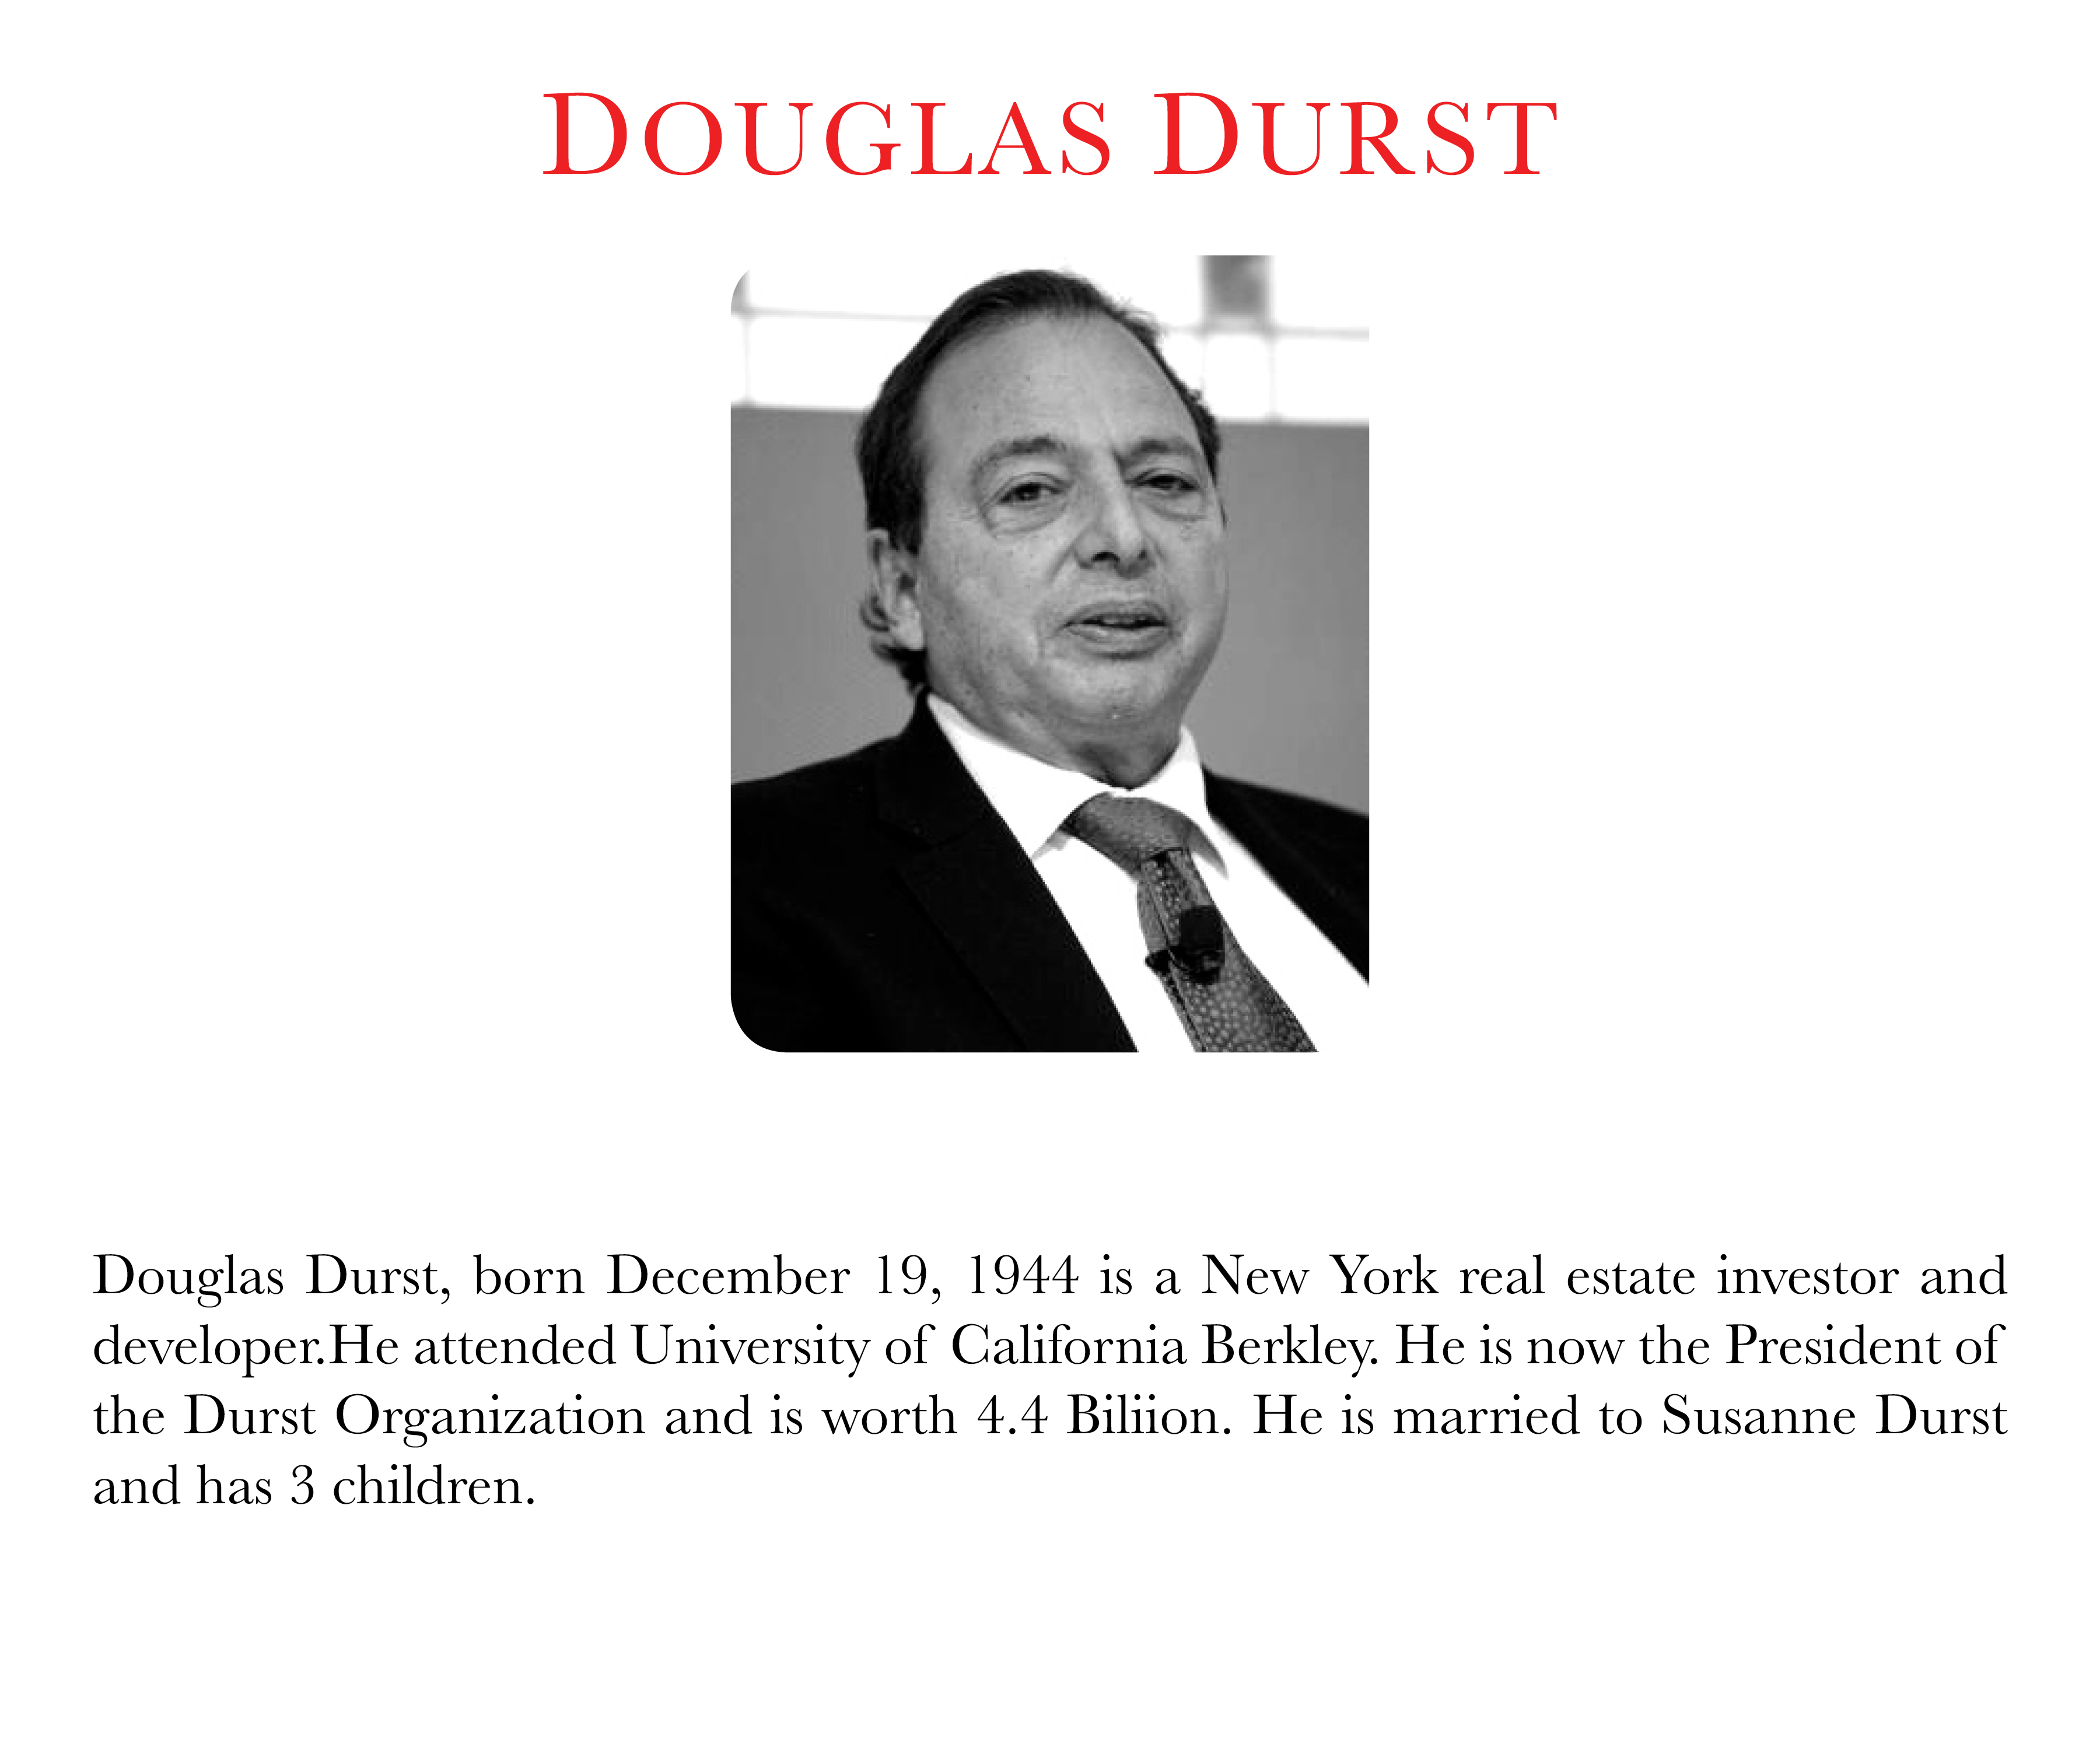 DOUGLAS DURST
Douglas Durst, born December 19, 1944 is a New York real estate investor and
developer.He attended University of California Berkley. He is now the President of
the Durst Organization and is worth 4.4 Biliion. He is married to Susanne Durst
and has 3 children.